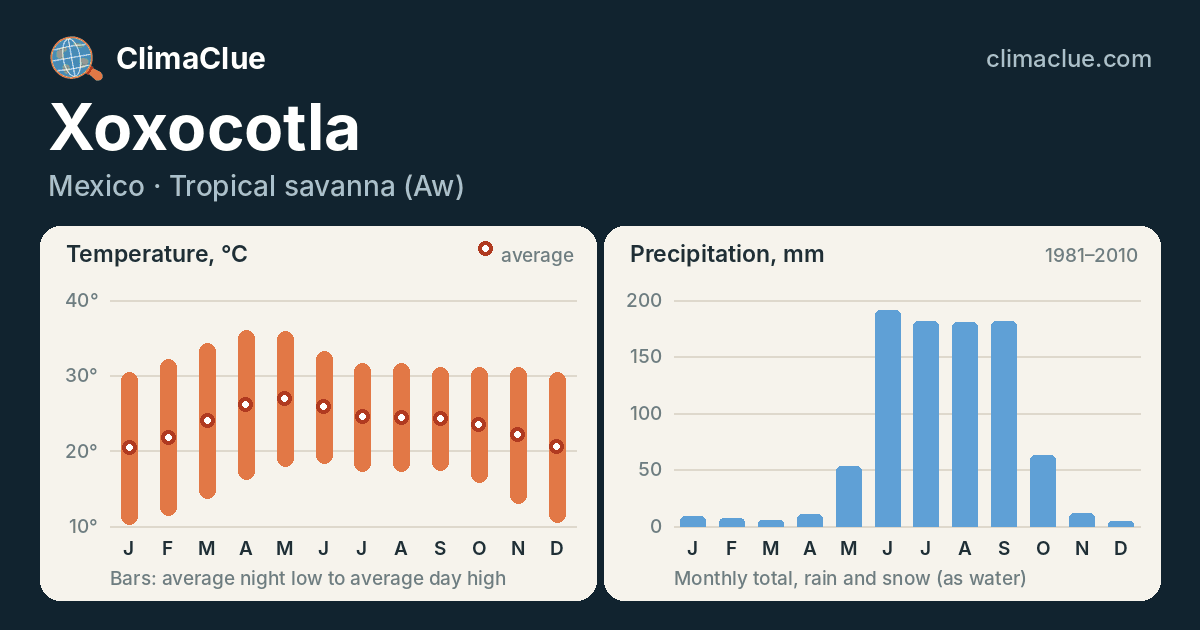 ClimaClue
climaclue.com
Xoxocotla
Mexico · Tropical savanna (Aw)
Temperature, °C
average
40°
30°
20°
10°
J F M A M J J A S O N D
Bars: average night low to average day high
Precipitation, mm
1981–2010
200
150
100
50
0
J F M A M J J A S O N D
Monthly total, rain and snow (as water)